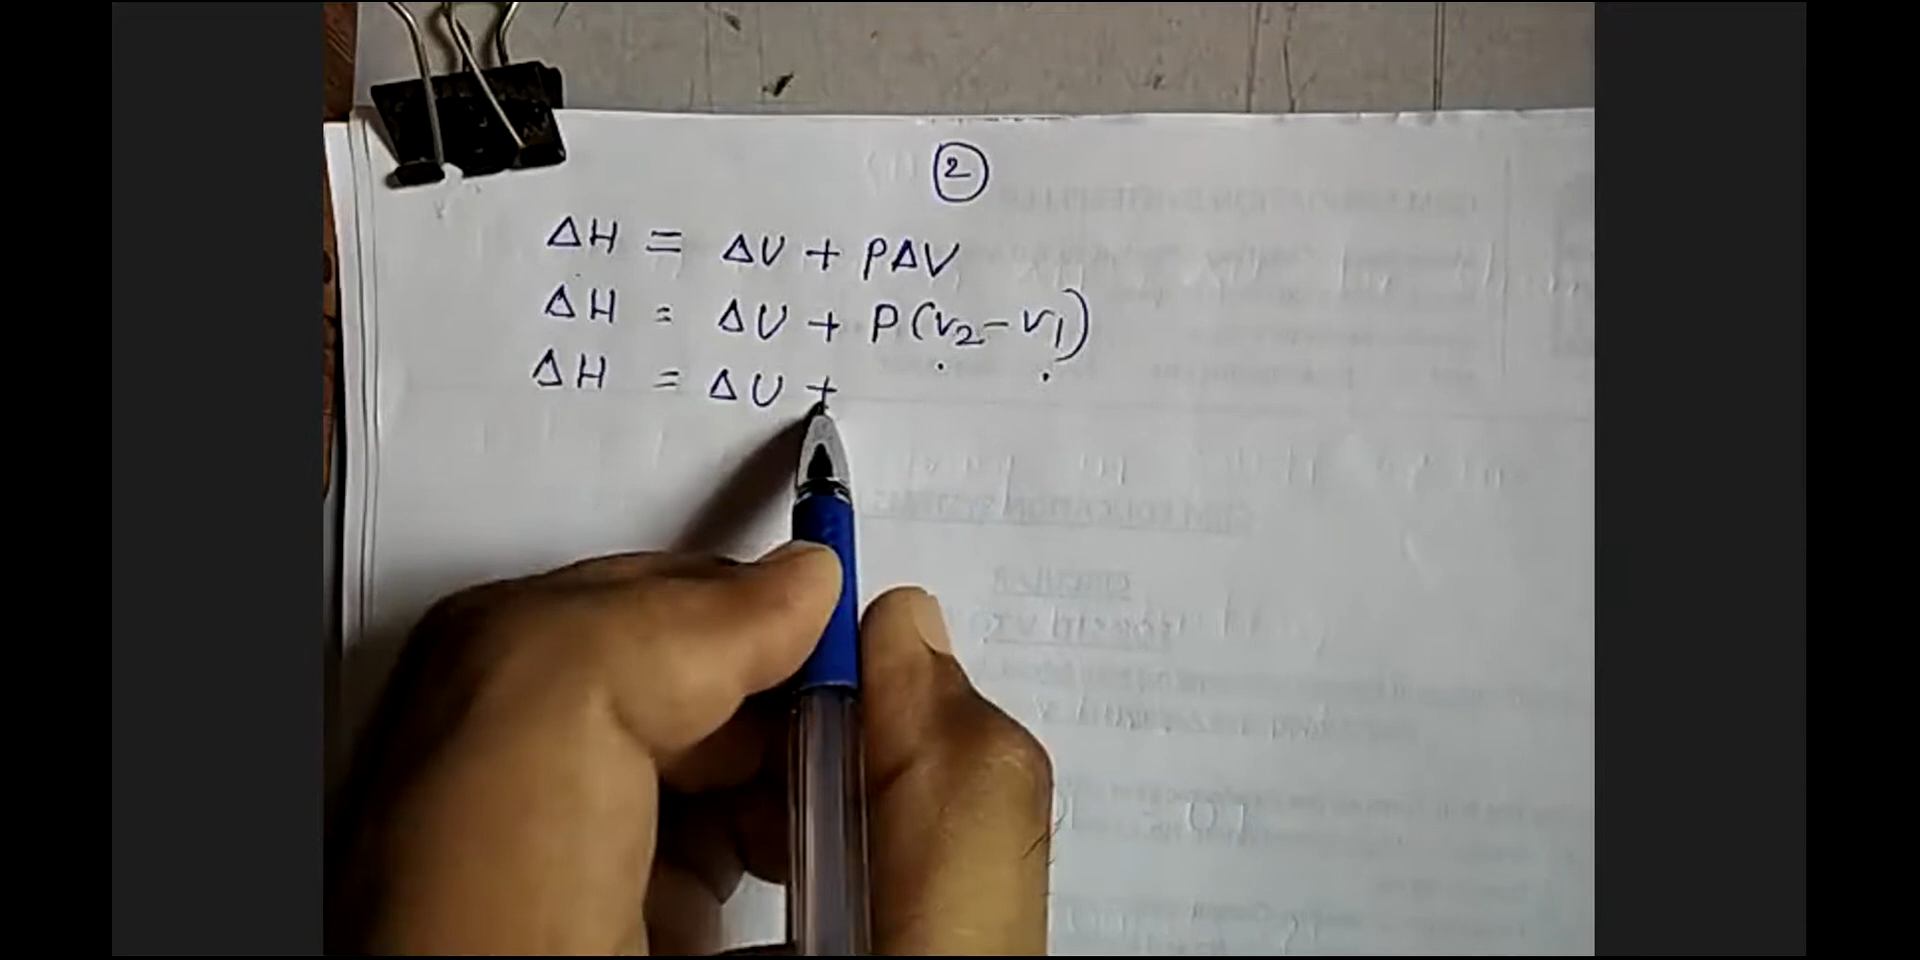 2
ΔH = ΔU + PΔV
ΔH = ΔU + P(V₂-V₁)
ΔH = ΔU +